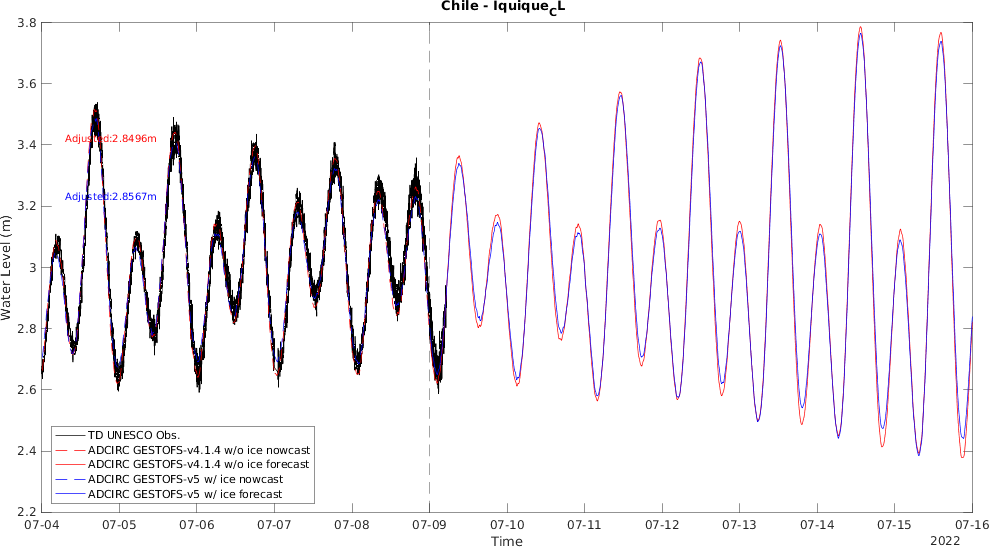 Chile - Iquique_CL
3.8
3.6
3.4
3.2
3
2.8
2.6
2.4
2.2
Water Level (m)
Adjusted:2.8496m
Adjusted:2.8567m
TD UNESCO Obs.
ADCIRC GESTOFS-v4.1.4 w/o ice nowcast
ADCIRC GESTOFS-v4.1.4 w/o ice forecast
ADCIRC GESTOFS-v5 w/ ice nowcast
ADCIRC GESTOFS-v5 w/ ice forecast
07-04 07-05 07-06 07-07 07-08 07-09 07-10 07-11 07-12 07-13 07-14 07-15 07-16
Time
2022